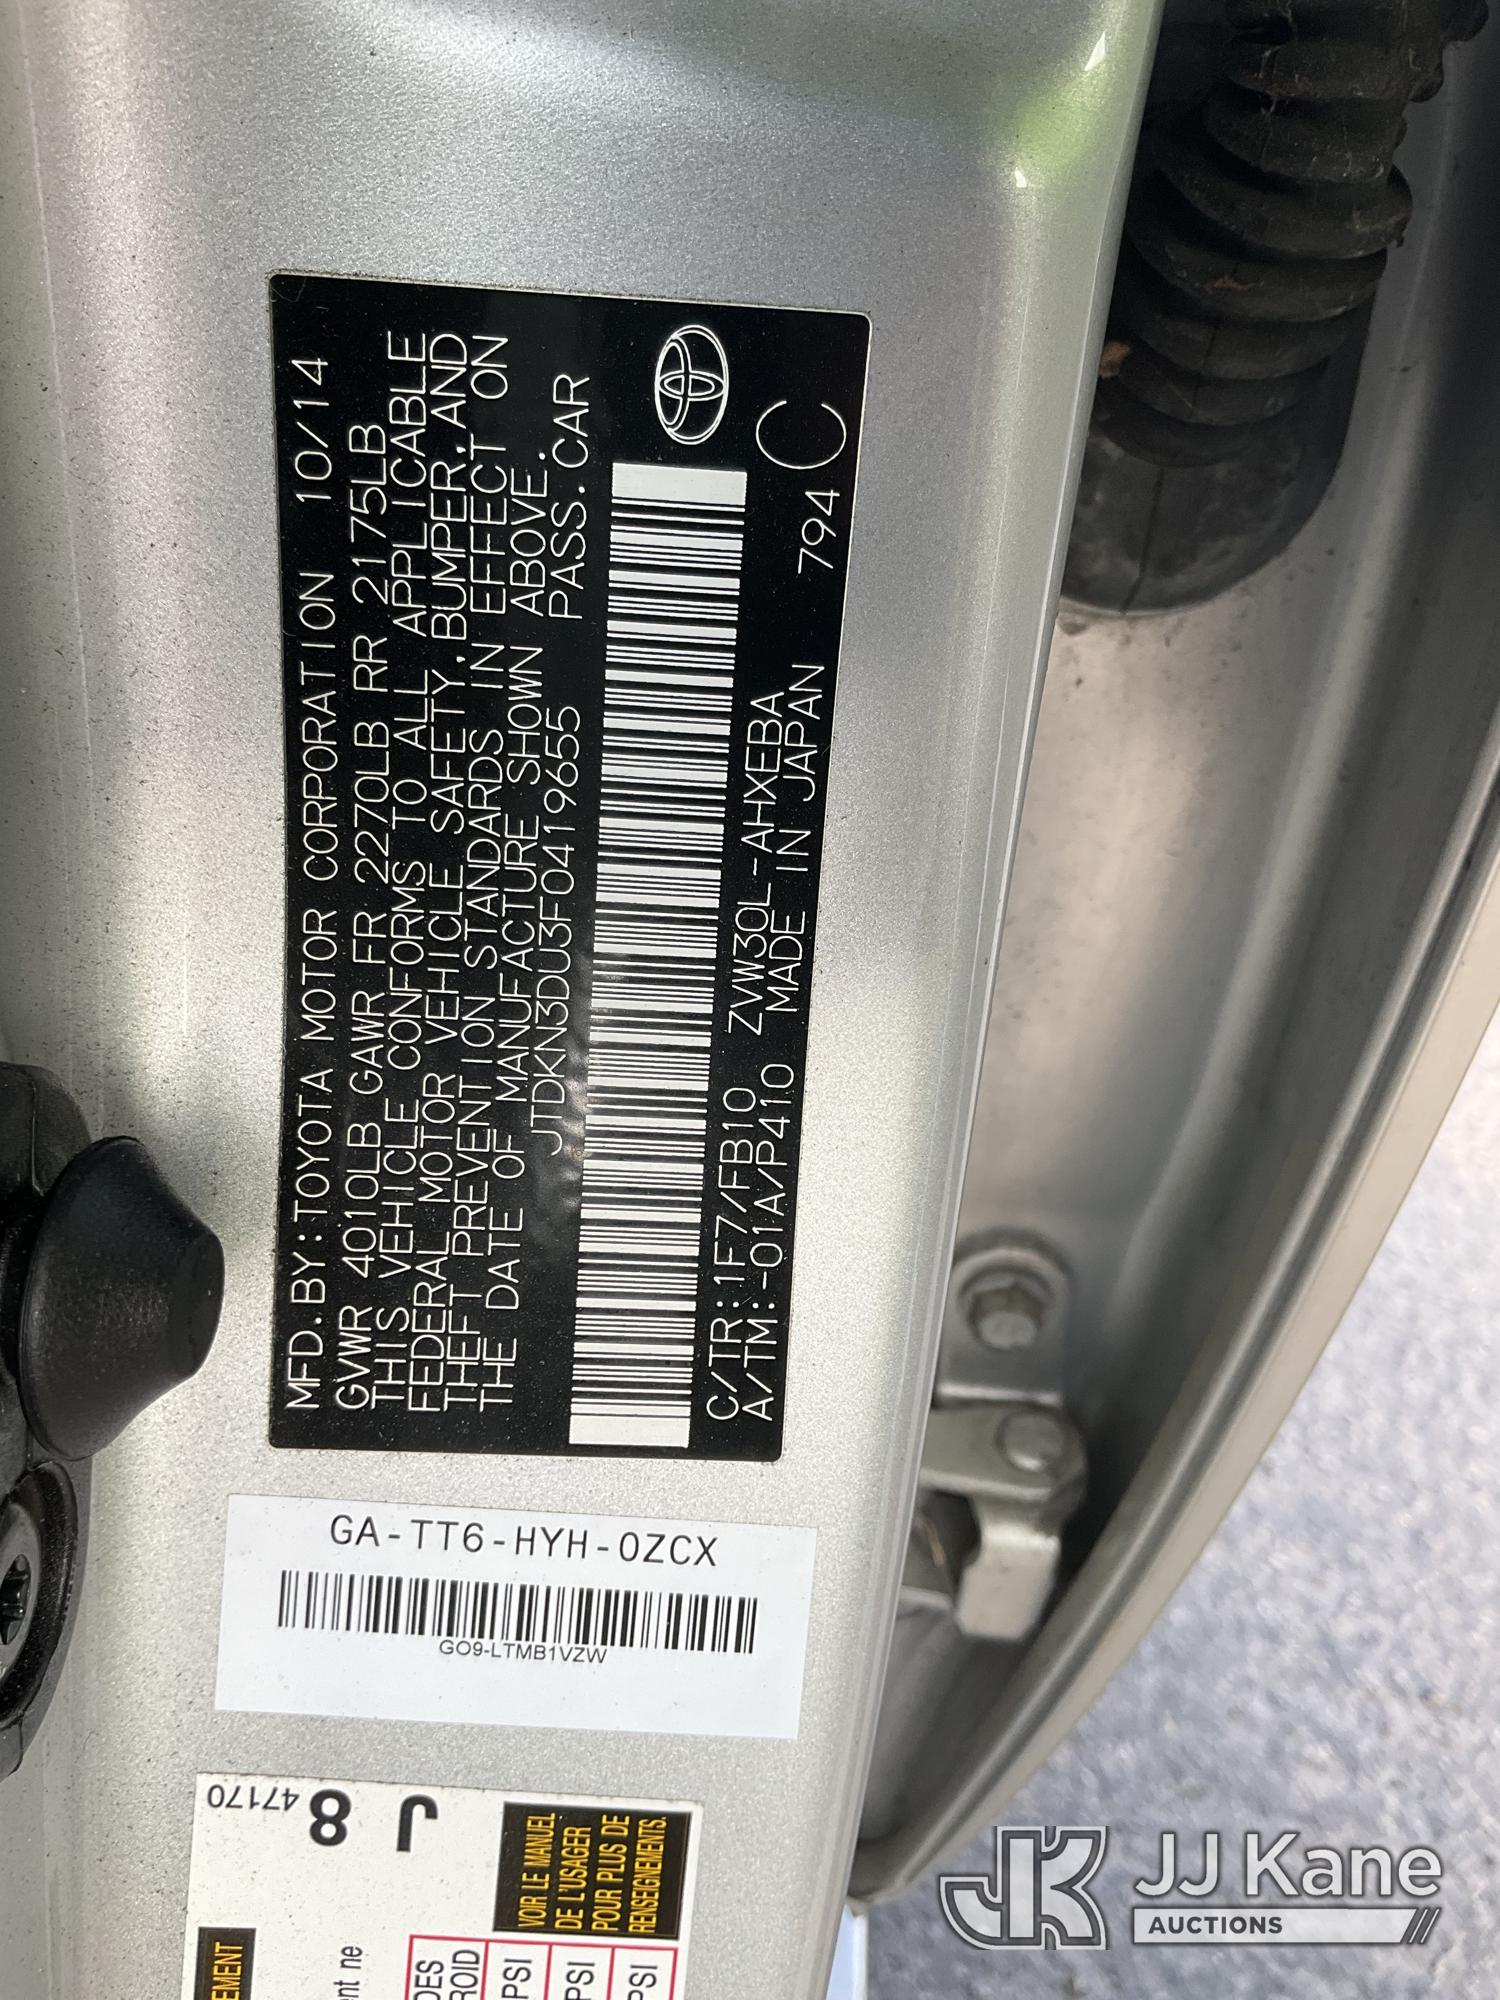 MFD.BY:TOYOTA MOTOR CORPORATION 10/14
GVWR 4010LB GAWR FR 2270LB RR 2175LB
THIS VEHICLE CONFORMS TO ALL APPLICABLE
FEDERAL MOTOR VEHICLE SAFETY,BUMPER,AND
THEFT PREVENTION STANDARDS IN EFFECT ON
THE DATE OF MANUFACTURE SHOWN ABOVE.
JTDKN3DU3F0419655 PASS.CAR
C/TR:1F7/FB10 ZVW30L-AHXEBA
A/TM:-01A/P410 MADE IN JAPAN 794 C
GA-TT6-HYH-0ZCX
GO9-LTMB1VZW
47170
8 J
VOIR LE MANUEL
DE L'USAGER
POUR PLUS DE
RENSEIGNEMENTS.
PSI
PSI
PSI
JK JJ Kane
AUCTIONS